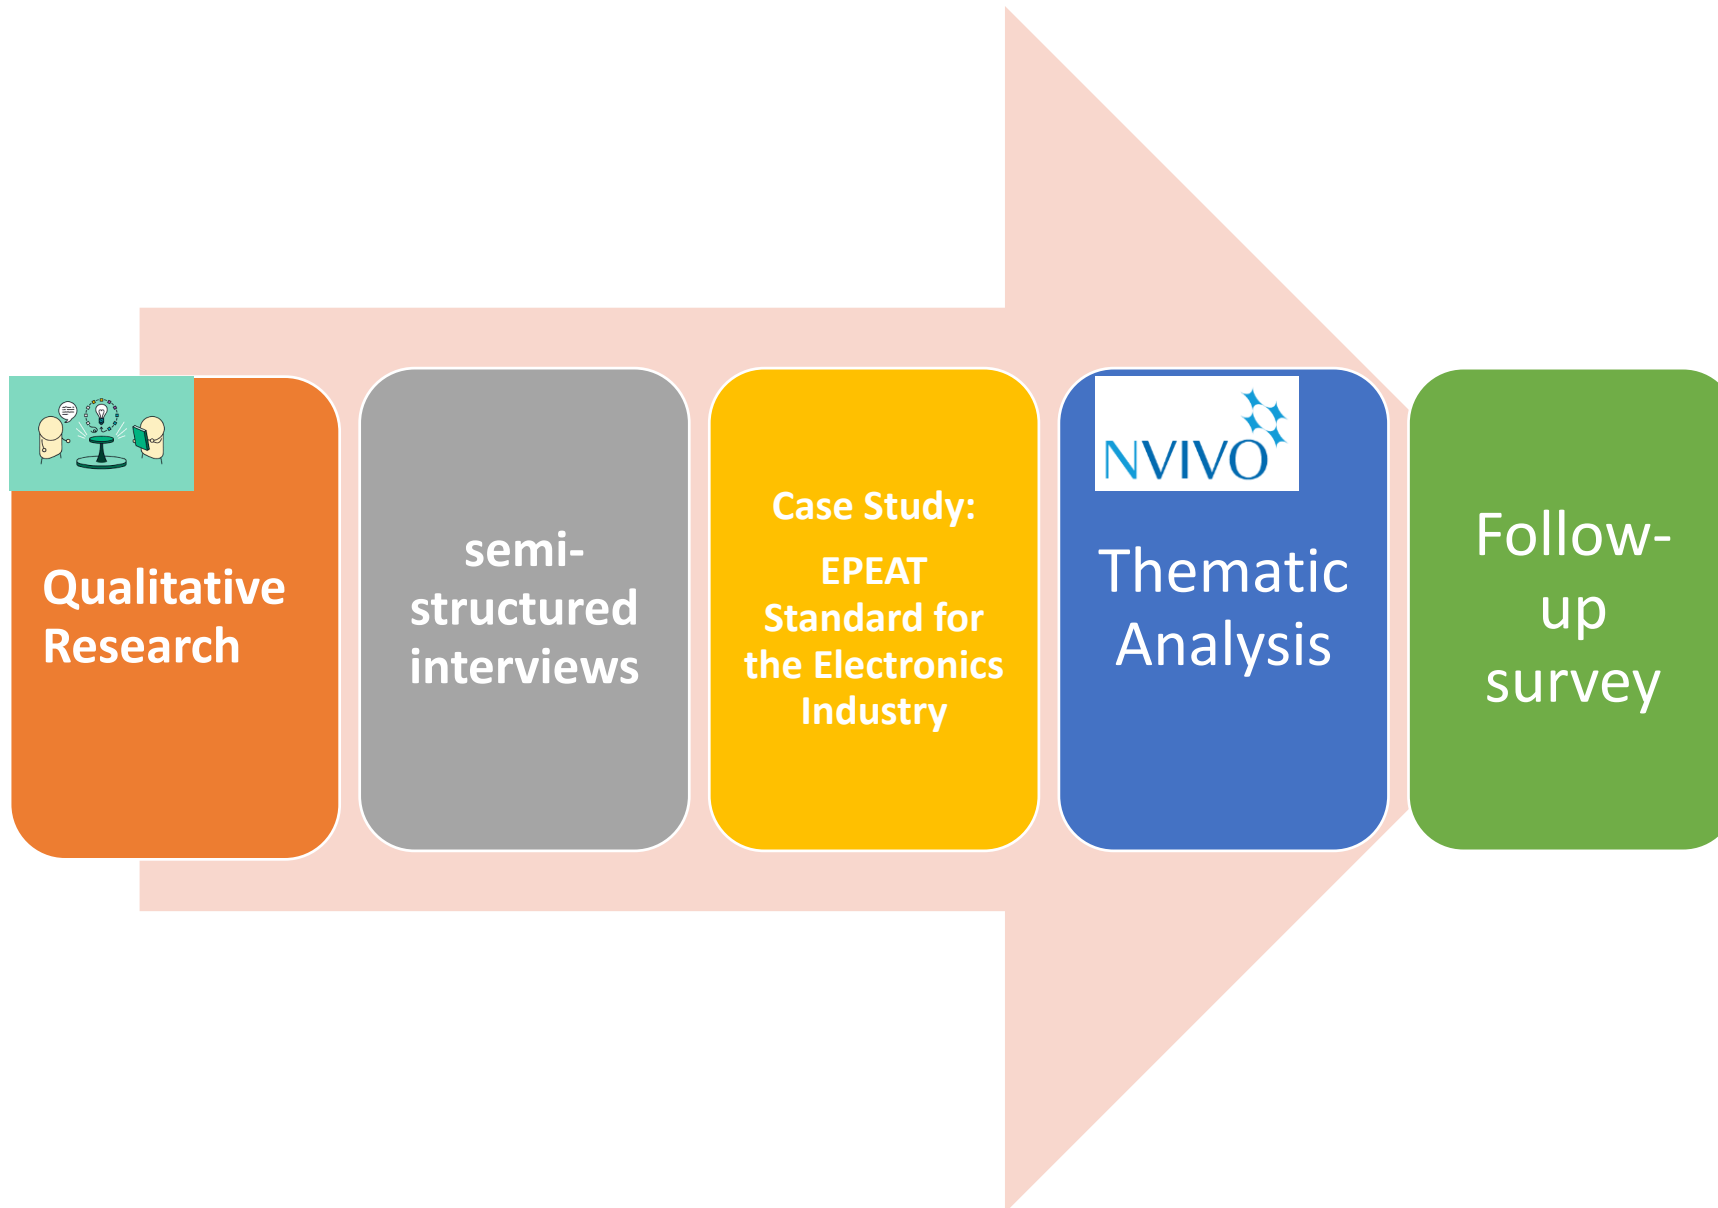 Qualitative
Research
semi-
structured
interviews
Case Study:
EPEAT
Standard for
the Electronics
Industry
NVIVO
Thematic
Analysis
Follow-
up
survey